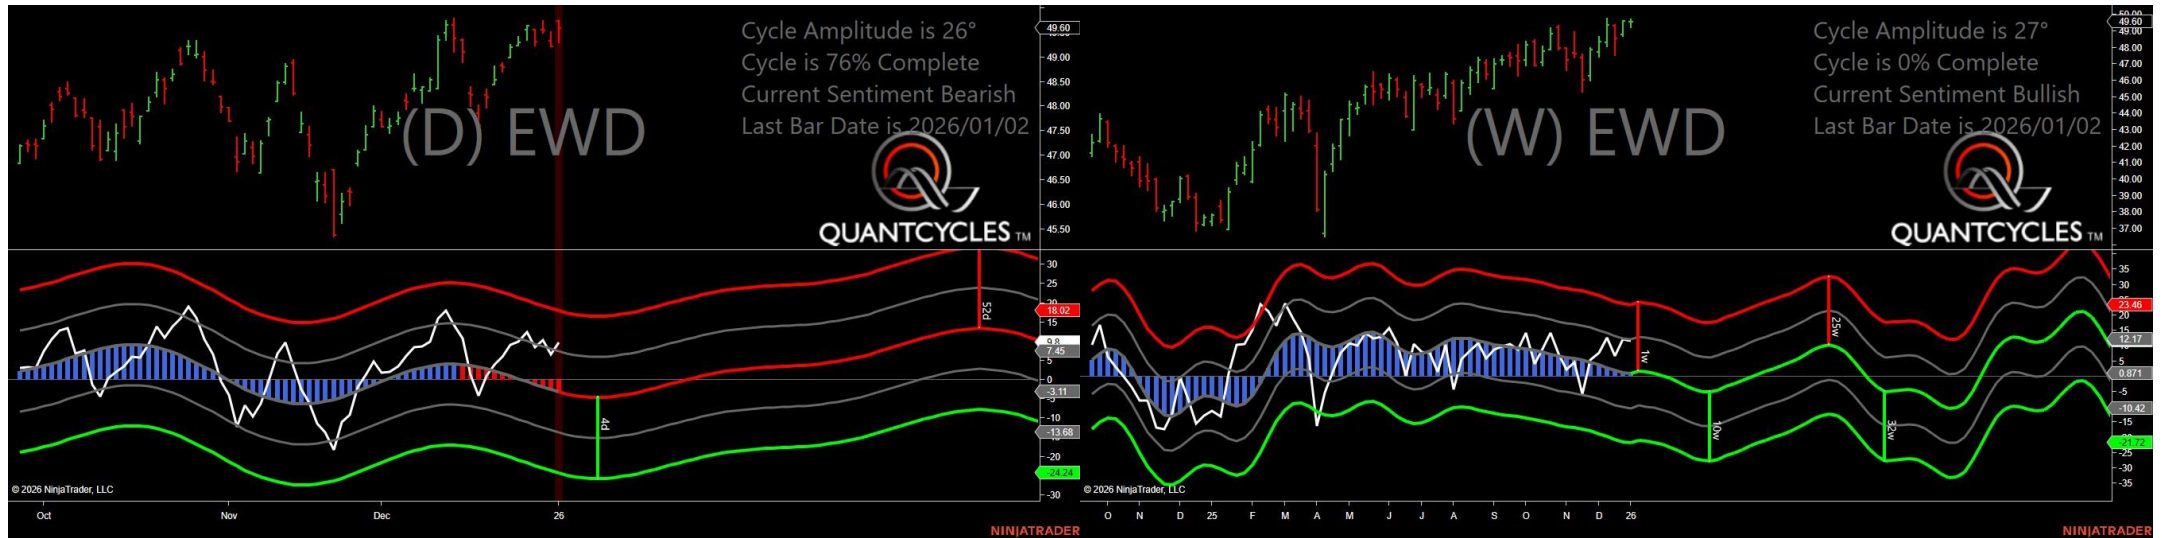 Cycle Amplitude is 26°
Cycle is 76% Complete
Current Sentiment Bearish
Last Bar Date is 2026/01/02
(D) EWD
QUANTCYCLES TM
49.60
49.00
48.50
48.00
47.50
47.00
46.50
46.00
45.50
30
25
20
18.02
15
9.8
7.45
5
0
-3.11
-5
-10
-13.68
-20
-24.24
-30
52d
4d
© 2026 NinjaTrader, LLC
Oct Nov Dec 26
NINJATRADER
Cycle Amplitude is 27°
Cycle is 0% Complete
Current Sentiment Bullish
Last Bar Date is 2026/01/02
(W) EWD
QUANTCYCLES TM
50.00
49.60
49.00
48.00
47.00
46.00
45.00
44.00
43.00
42.00
41.00
40.00
39.00
38.00
37.00
35
30
23.46
20
15
12.17
5
0.871
-5
-10.42
-15
-21.72
-25
-30
-35
1w
25w
10w
32w
© 2026 NinjaTrader, LLC
O N D 25 F M A M J J A S O N D 26
NINJATRADER